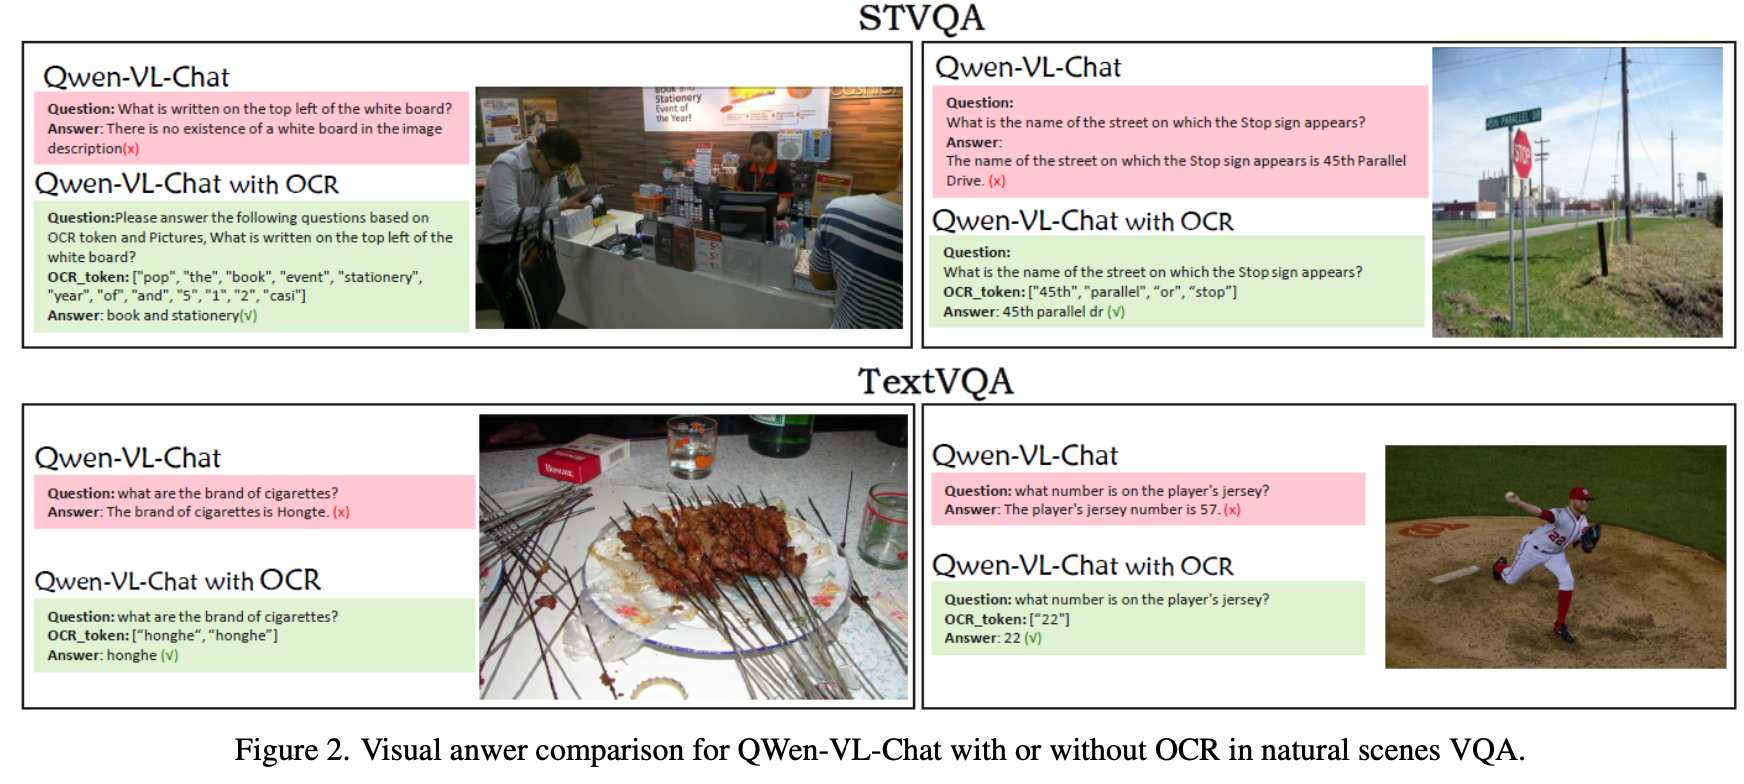 STVQA
Qwen-VL-Chat
Question: What is written on the top left of the white board?
Answer: There is no existence of a white board in the image
description(x)
Qwen-VL-Chat with OCR
Question:Please answer the following questions based on
OCR token and Pictures, What is written on the top left of the
white board?
OCR_token: ["pop", "the", "book", "event", "stationery",
"year", "of", "and", "5", "1", "2", "casi"]
Answer: book and stationery(√)
Book and
Stationery
Event of
the Year!
Qwen-VL-Chat
Question:
What is the name of the street on which the Stop sign appears?
Answer:
The name of the street on which the Stop sign appears is 45th Parallel
Drive. (x)
Qwen-VL-Chat with OCR
Question:
What is the name of the street on which the Stop sign appears?
OCR_token: ["45th", "parallel", “or”, “stop”]
Answer: 45th parallel dr (√)
45th PARALLEL DR
STOP
TextVQA
Qwen-VL-Chat
Question: what are the brand of cigarettes?
Answer: The brand of cigarettes is Hongte. (x)
Qwen-VL-Chat with OCR
Question: what are the brand of cigarettes?
OCR_token: [“honghe“, “honghe”]
Answer: honghe (√)
Qwen-VL-Chat
Question: what number is on the player's jersey?
Answer: The player's jersey number is 57. (x)
Qwen-VL-Chat with OCR
Question: what number is on the player's jersey?
OCR_token: [“22”]
Answer: 22 (√)
22
Figure 2. Visual anwer comparison for QWen-VL-Chat with or without OCR in natural scenes VQA.